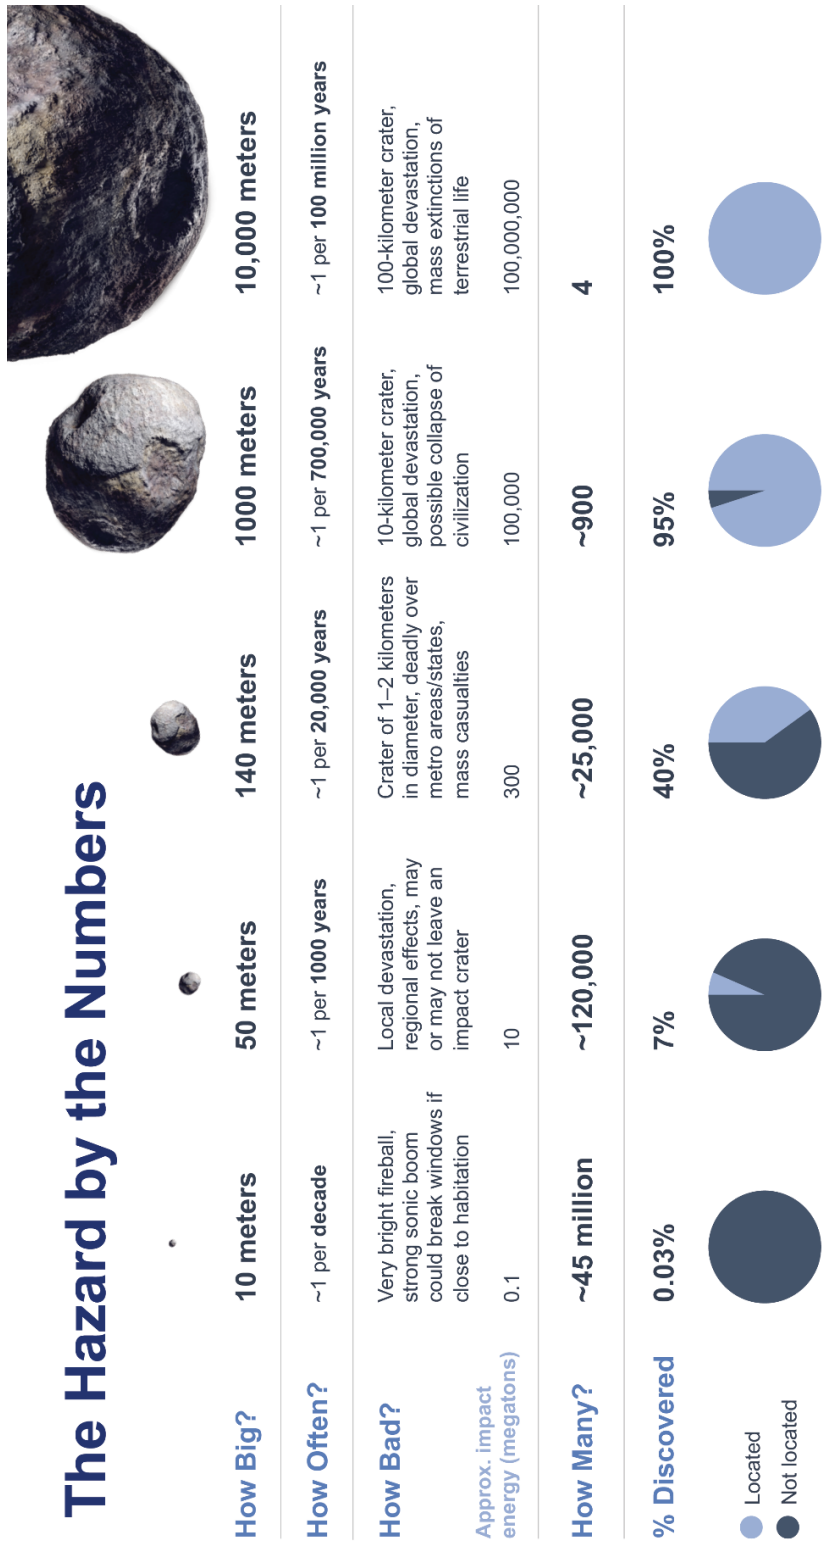 The Hazard by the Numbers
How Big?
10 meters
50 meters
140 meters
1000 meters
10,000 meters
How Often?
~1 per decade
~1 per 1000 years
~1 per 20,000 years
~1 per 700,000 years
~1 per 100 million years
How Bad?
Very bright fireball,
strong sonic boom
could break windows if
close to habitation
Local devastation,
regional effects, may
or may not leave an
impact crater
Crater of 1–2 kilometers
in diameter, deadly over
metro areas/states,
mass casualties
10-kilometer crater,
global devastation,
possible collapse of
civilization
100-kilometer crater,
global devastation,
mass extinctions of
terrestrial life
Approx. impact
energy (megatons)
0.1
10
300
100,000
100,000,000
How Many?
~45 million
~120,000
~25,000
~900
4
% Discovered
0.03%
7%
40%
95%
100%
Located
Not located